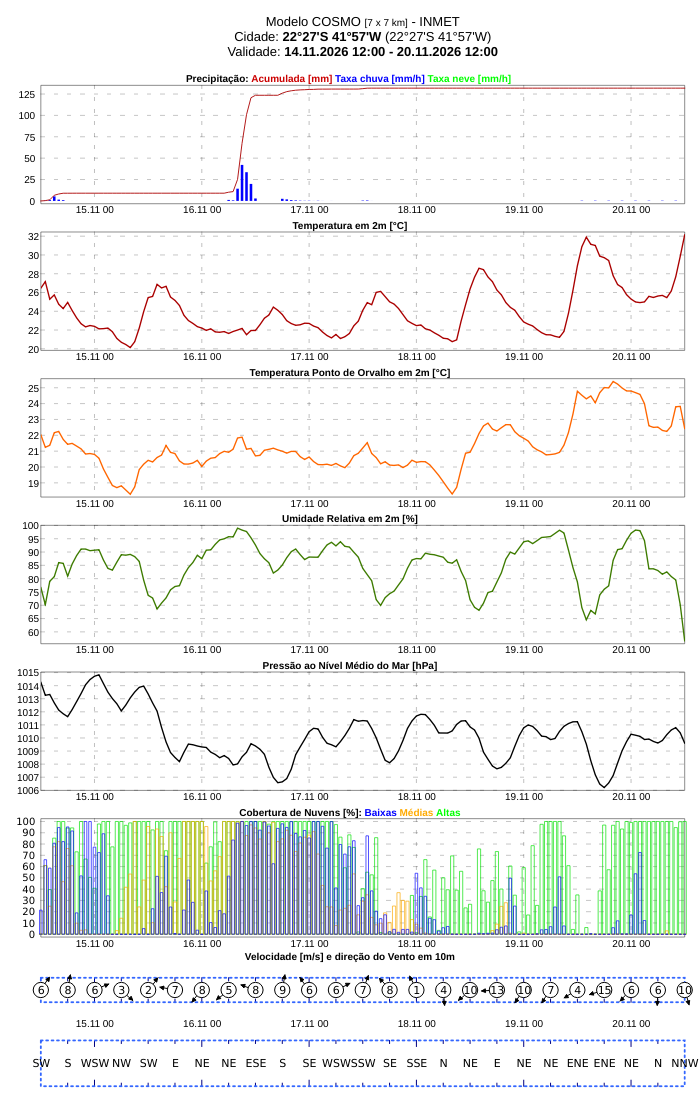 Modelo COSMO [7 x 7 km] - INMET
Cidade: 22°27'S 41°57'W (22°27'S 41°57'W)
Validade: 14.11.2026 12:00 - 20.11.2026 12:00
Precipitação: Acumulada [mm] Taxa chuva [mm/h] Taxa neve [mm/h]
125
100
75
50
25
0
15.11 00 16.11 00 17.11 00 18.11 00 19.11 00 20.11 00
Temperatura em 2m [°C]
32
30
28
26
24
22
20
15.11 00 16.11 00 17.11 00 18.11 00 19.11 00 20.11 00
Temperatura Ponto de Orvalho em 2m [°C]
25
24
23
22
21
20
19
15.11 00 16.11 00 17.11 00 18.11 00 19.11 00 20.11 00
Umidade Relativa em 2m [%]
100
95
90
85
80
75
70
65
60
15.11 00 16.11 00 17.11 00 18.11 00 19.11 00 20.11 00
Pressão ao Nível Médio do Mar [hPa]
1015
1014
1013
1012
1011
1010
1009
1008
1007
1006
15.11 00 16.11 00 17.11 00 18.11 00 19.11 00 20.11 00
Cobertura de Nuvens [%]: Baixas Médias Altas
100
90
80
70
60
50
40
30
20
10
0
15.11 00 16.11 00 17.11 00 18.11 00 19.11 00 20.11 00
Velocidade [m/s] e direção do Vento em 10m
6 8 6 3 2 7 8 5 8 9 6 6 7 8 1 4 10 13 10 7 4 15 6 6 10
15.11 00 16.11 00 17.11 00 18.11 00 19.11 00 20.11 00
SW S WSW NW SW E NE NE ESE S SE WSW SSW SE SSE N NE E NE NE ENE ENE NE N NNW